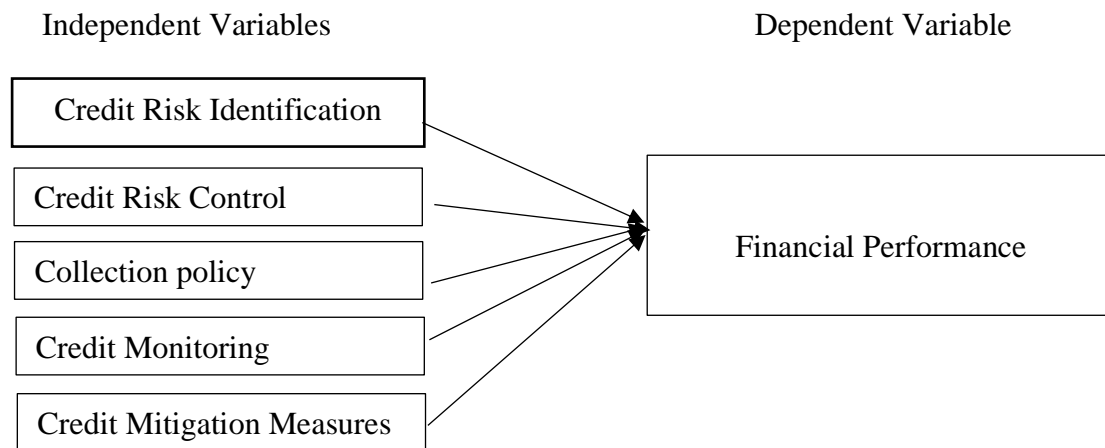 Independent Variables
Dependent Variable
Credit Risk Identification
Credit Risk Control
Collection policy
Credit Monitoring
Credit Mitigation Measures
Financial Performance